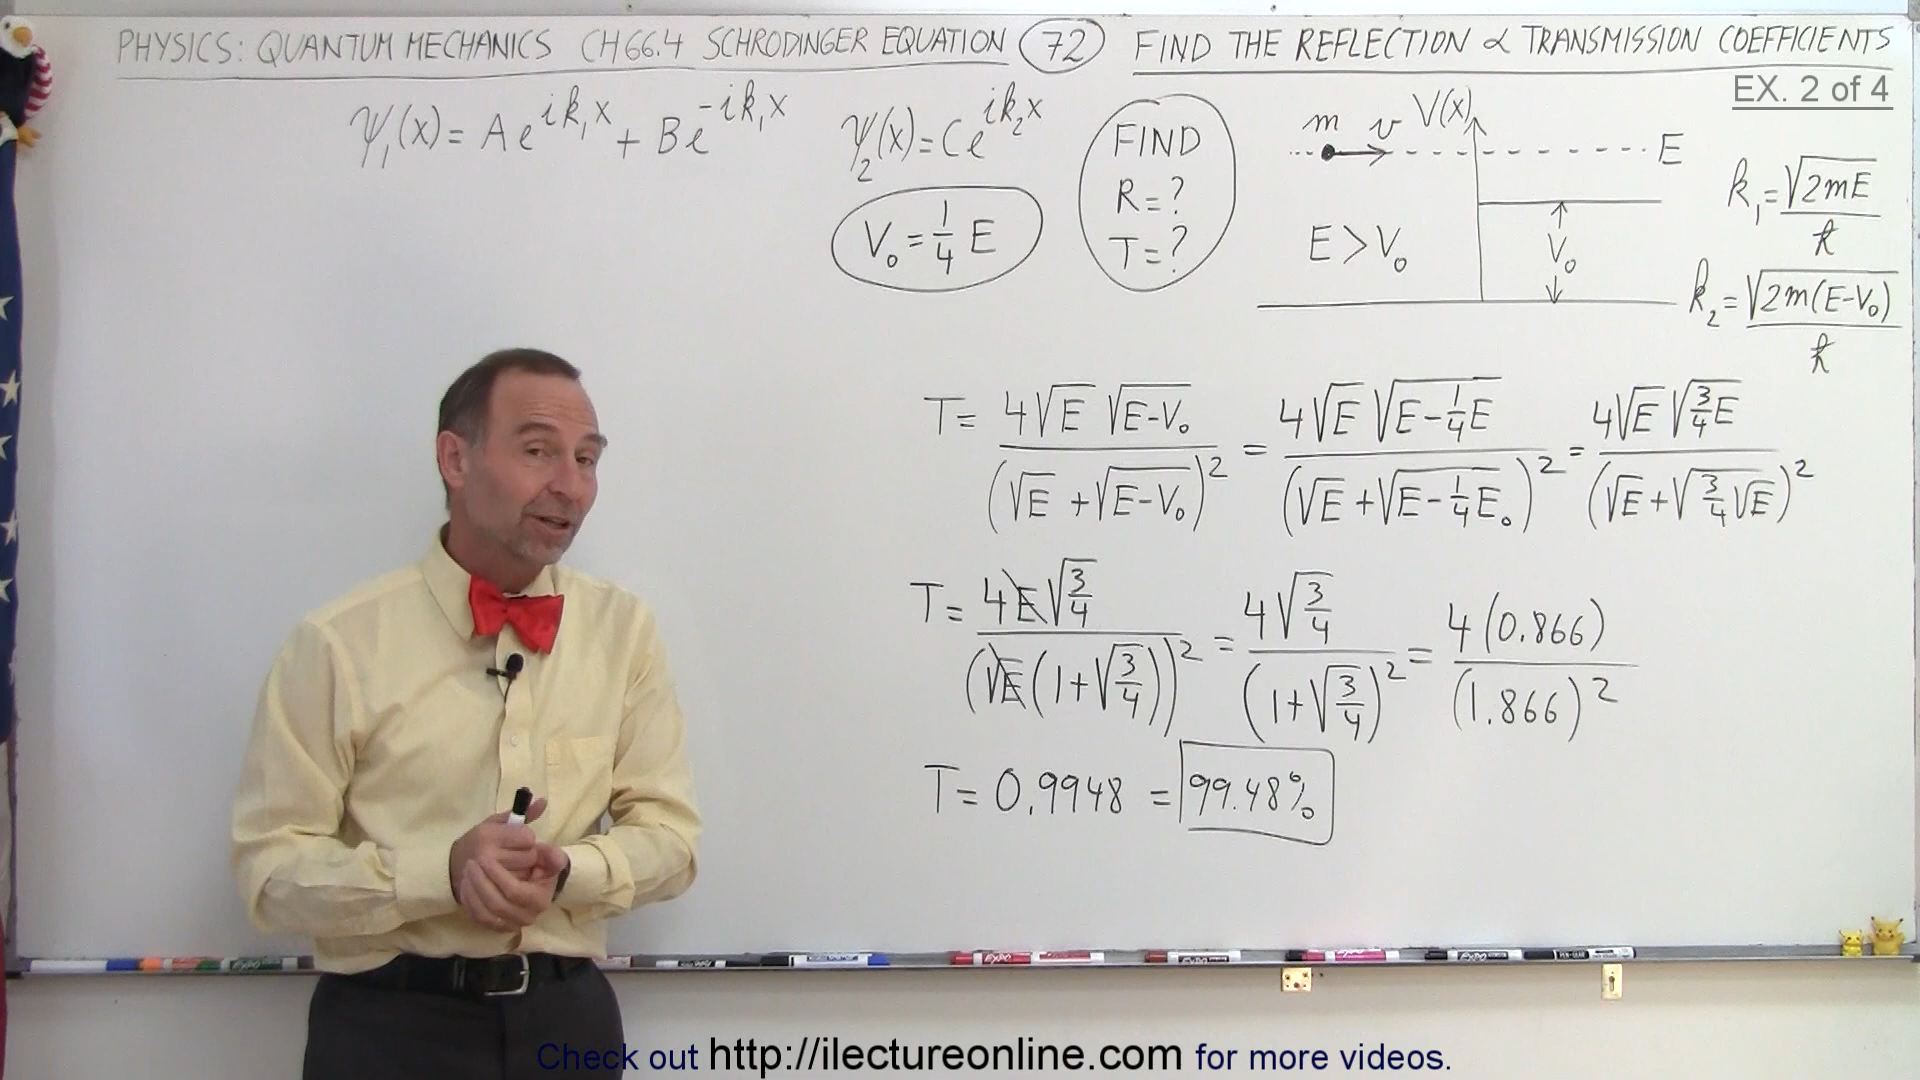 PHYSICS: QUANTUM MECHANICS CH 66.4 SCHRODINGER EQUATION 72 FIND THE REFLECTION & TRANSMISSION COEFFICIENTS
EX. 2 of 4
ψ₁(x) = Ae^{ik₁x} + Be^{-ik₁x} ψ₂(x) = Ce^{ik₂x}
V₀ = 1/4 E
FIND
R = ?
T = ?
m v V(x)
E
E > V₀
V₀
k₁ = √(2mE) / ħ
k₂ = √(2m(E-V₀)) / ħ
T = 4√E √(E-V₀) / (√E + √(E-V₀))² = 4√E √(E-1/4E) / (√E + √(E-1/4E₀))² = 4√E √(3/4E) / (√E + √(3/4)√E)²
T = 4E√(3/4) / (√E(1+√(3/4)))² = 4√(3/4) / (1+√(3/4))² = 4(0.866) / (1.866)²
T = 0.9948 = 99.48%
Check out http://ilectureonline.com for more videos.